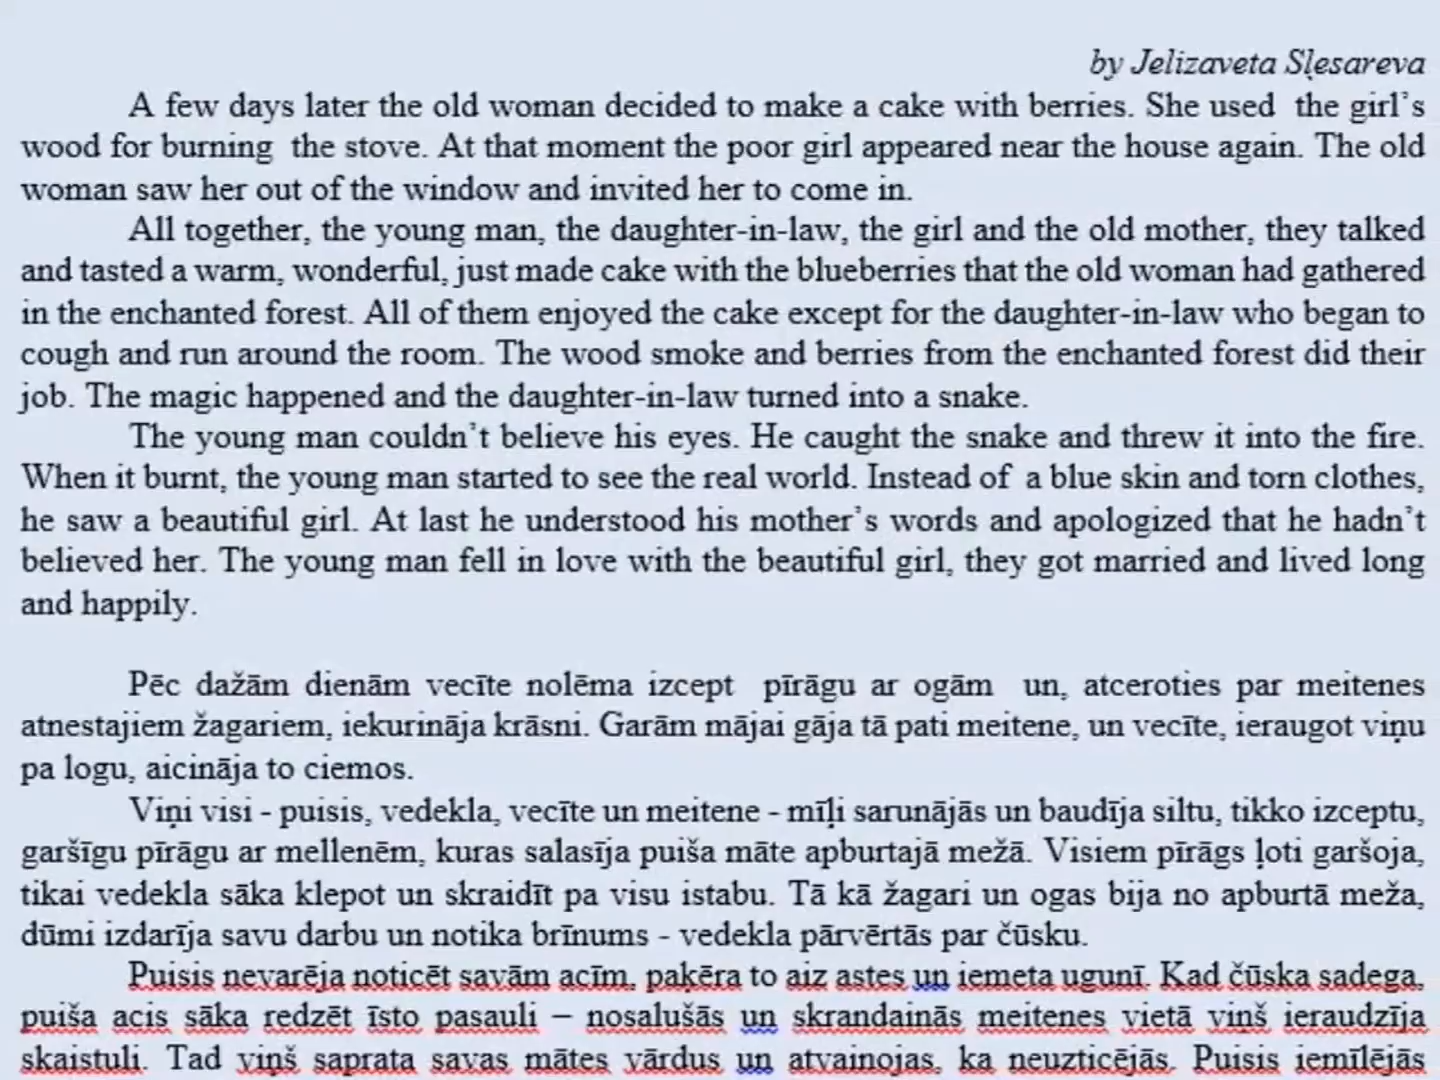 by Jelizaveta Sļesareva
A few days later the old woman decided to make a cake with berries. She used the girl's
wood for burning the stove. At that moment the poor girl appeared near the house again. The old
woman saw her out of the window and invited her to come in.
All together, the young man, the daughter-in-law, the girl and the old mother, they talked
and tasted a warm, wonderful, just made cake with the blueberries that the old woman had gathered
in the enchanted forest. All of them enjoyed the cake except for the daughter-in-law who began to
cough and run around the room. The wood smoke and berries from the enchanted forest did their
job. The magic happened and the daughter-in-law turned into a snake.
The young man couldn't believe his eyes. He caught the snake and threw it into the fire.
When it burnt, the young man started to see the real world. Instead of a blue skin and torn clothes,
he saw a beautiful girl. At last he understood his mother's words and apologized that he hadn't
believed her. The young man fell in love with the beautiful girl, they got married and lived long
and happily.
Pēc dažām dienām vecīte nolēma izcept pīrāgu ar ogām un, atceroties par meitenes
atnestajiem žagariem, iekurināja krāsni. Garām mājai gāja tā pati meitene, un vecīte, ieraugot viņu
pa logu, aicināja to ciemos.
Viņi visi - puisis, vedekla, vecīte un meitene - mīļi sarunājās un baudīja siltu, tikko izceptu,
garšīgu pīrāgu ar mellenēm, kuras salasīja puiša māte apburtajā mežā. Visiem pīrāgs ļoti garšoja,
tikai vedekla sāka klepot un skraidīt pa visu istabu. Tā kā žagari un ogas bija no apburtā meža,
dūmi izdarīja savu darbu un notika brīnums - vedekla pārvērtās par čūsku.
Puisis nevarēja noticēt savām acīm, paķēra to aiz astes un iemeta ugunī. Kad čūska sadega,
puiša acis sāka redzēt īsto pasauli – nosalušās un skrandainās meitenes vietā viņš ieraudzīja
skaistuli. Tad viņš saprata savas mātes vārdus un atvainojas, ka neuzticējās. Puisis iemīlējās